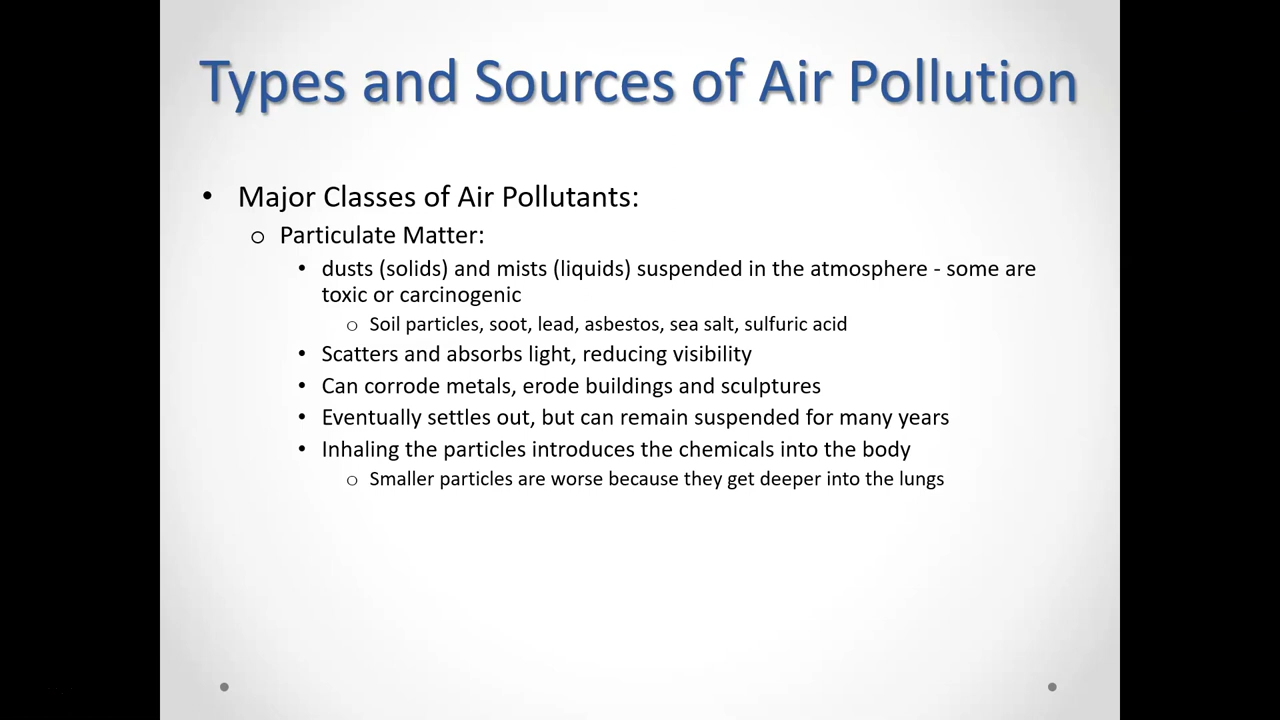 Types and Sources of Air Pollution
• Major Classes of Air Pollutants:
o Particulate Matter:
• dusts (solids) and mists (liquids) suspended in the atmosphere - some are
toxic or carcinogenic
o Soil particles, soot, lead, asbestos, sea salt, sulfuric acid
• Scatters and absorbs light, reducing visibility
• Can corrode metals, erode buildings and sculptures
• Eventually settles out, but can remain suspended for many years
• Inhaling the particles introduces the chemicals into the body
o Smaller particles are worse because they get deeper into the lungs